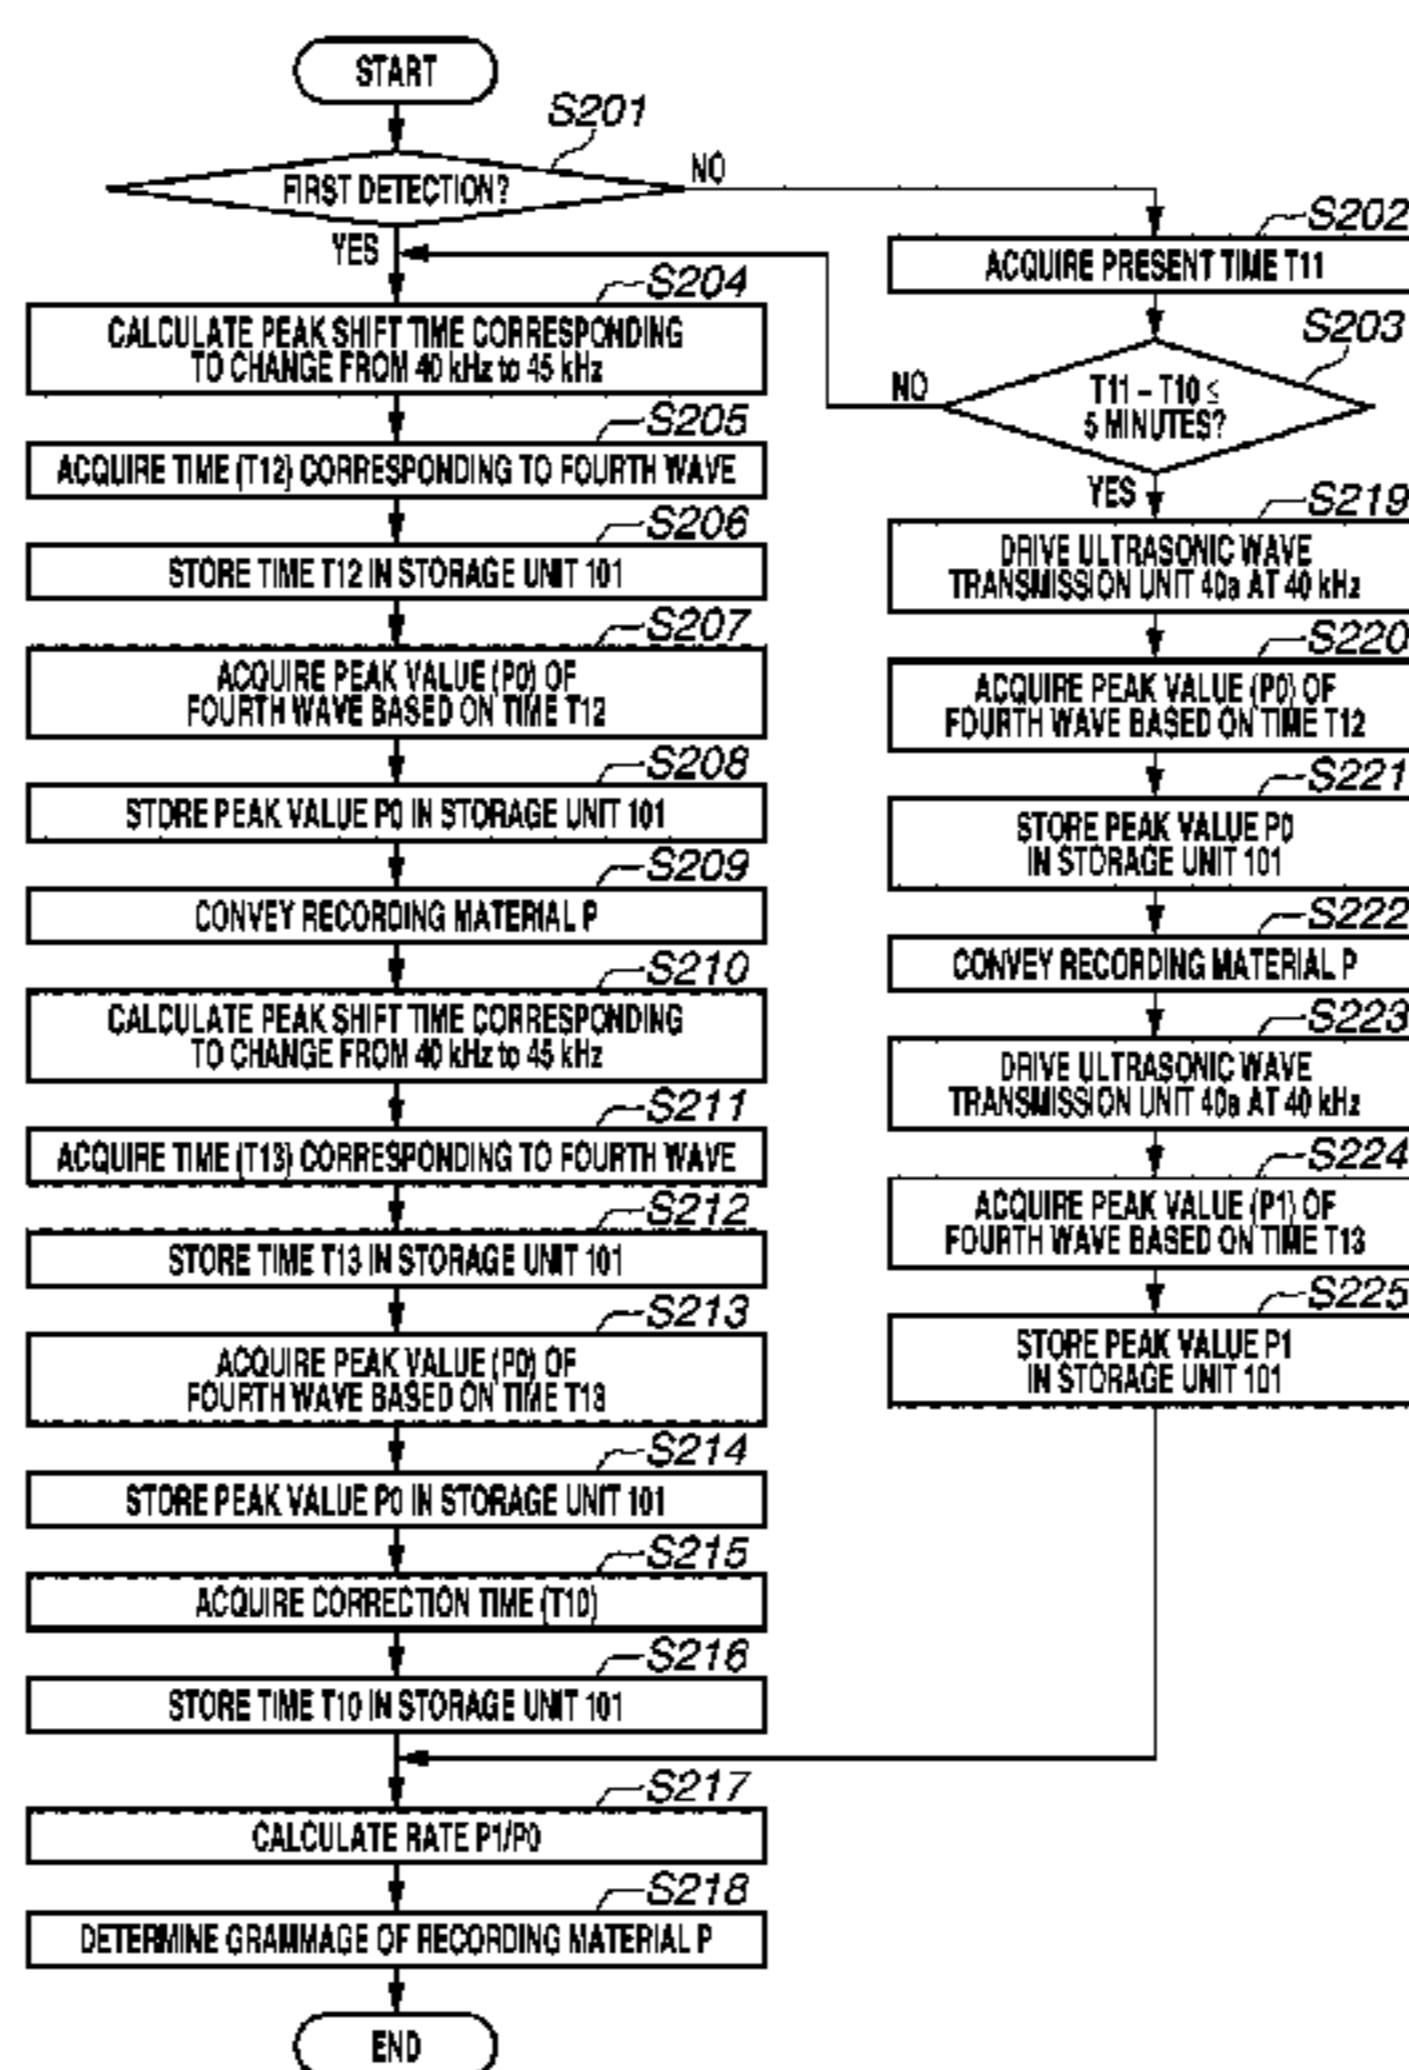 START
S201
FIRST DETECTION?
NO
YES
S202
ACQUIRE PRESENT TIME T11
S203
T11 – T10 ≤
5 MINUTES?
NO
YES
S204
CALCULATE PEAK SHIFT TIME CORRESPONDING
TO CHANGE FROM 40 kHz to 45 kHz
S205
ACQUIRE TIME (T12) CORRESPONDING TO FOURTH WAVE
S206
STORE TIME T12 IN STORAGE UNIT 101
S207
ACQUIRE PEAK VALUE (P0) OF
FOURTH WAVE BASED ON TIME T12
S208
STORE PEAK VALUE P0 IN STORAGE UNIT 101
S209
CONVEY RECORDING MATERIAL P
S210
CALCULATE PEAK SHIFT TIME CORRESPONDING
TO CHANGE FROM 40 kHz to 45 kHz
S211
ACQUIRE TIME (T13) CORRESPONDING TO FOURTH WAVE
S212
STORE TIME T13 IN STORAGE UNIT 101
S213
ACQUIRE PEAK VALUE (P0) OF
FOURTH WAVE BASED ON TIME T13
S214
STORE PEAK VALUE P0 IN STORAGE UNIT 101
S215
ACQUIRE CORRECTION TIME (T10)
S216
STORE TIME T10 IN STORAGE UNIT 101
S219
DRIVE ULTRASONIC WAVE
TRANSMISSION UNIT 40a AT 40 kHz
S220
ACQUIRE PEAK VALUE (P0) OF
FOURTH WAVE BASED ON TIME T12
S221
STORE PEAK VALUE P0
IN STORAGE UNIT 101
S222
CONVEY RECORDING MATERIAL P
S223
DRIVE ULTRASONIC WAVE
TRANSMISSION UNIT 40a AT 40 kHz
S224
ACQUIRE PEAK VALUE (P1) OF
FOURTH WAVE BASED ON TIME T13
S225
STORE PEAK VALUE P1
IN STORAGE UNIT 101
S217
CALCULATE RATE P1/P0
S218
DETERMINE GRAMMAGE OF RECORDING MATERIAL P
END